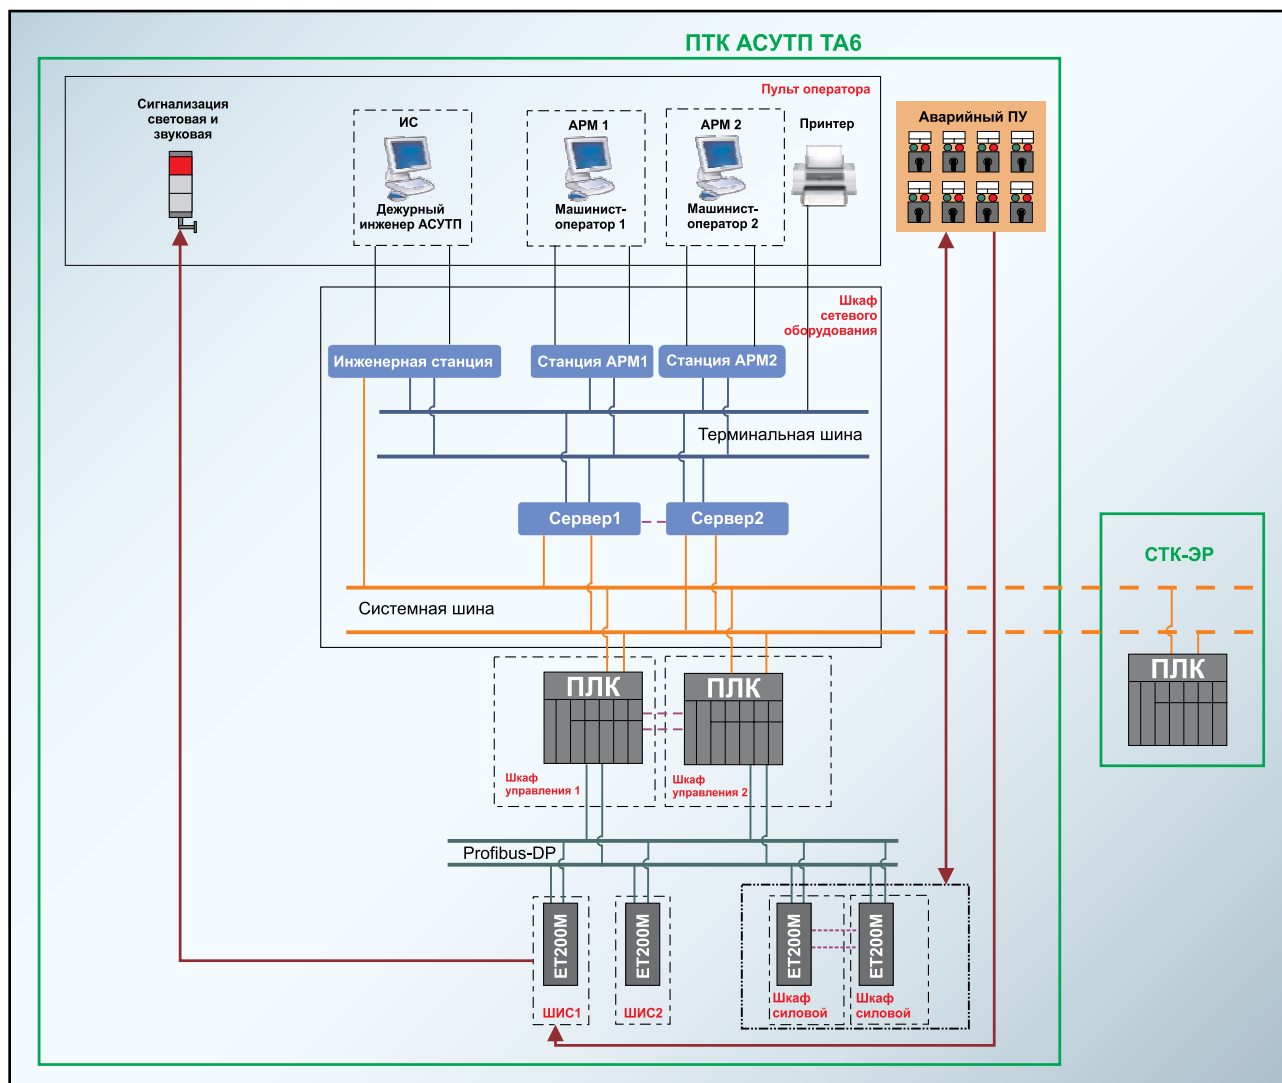 ПТК АСУТП ТА6
Пульт оператора
Сигнализация
световая и
звуковая
ИС
Дежурный
инженер АСУТП
АРМ 1
Машинист-
оператор 1
АРМ 2
Машинист-
оператор 2
Принтер
Аварийный ПУ
Шкаф
сетевого
оборудования
Инженерная станция
Станция АРМ1
Станция АРМ2
Терминальная шина
Сервер1
Сервер2
Системная шина
СТК-ЭР
ПЛК
ПЛК
ПЛК
Шкаф
управления 1
Шкаф
управления 2
Profibus-DP
ET200M
ET200M
ET200M
ET200M
ШИС1
ШИС2
Шкаф
силовой
Шкаф
силовой